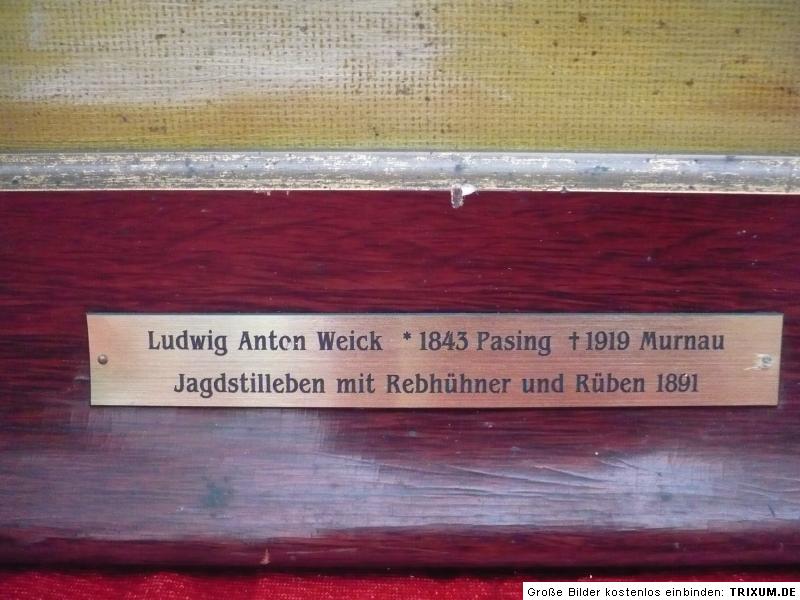 Ludwig Anton Weick *1843 Pasing †1919 Murnau
Jagdstilleben mit Rebhühner und Rüben 1891
Große Bilder kostenlos einbinden: TRIXUM.DE